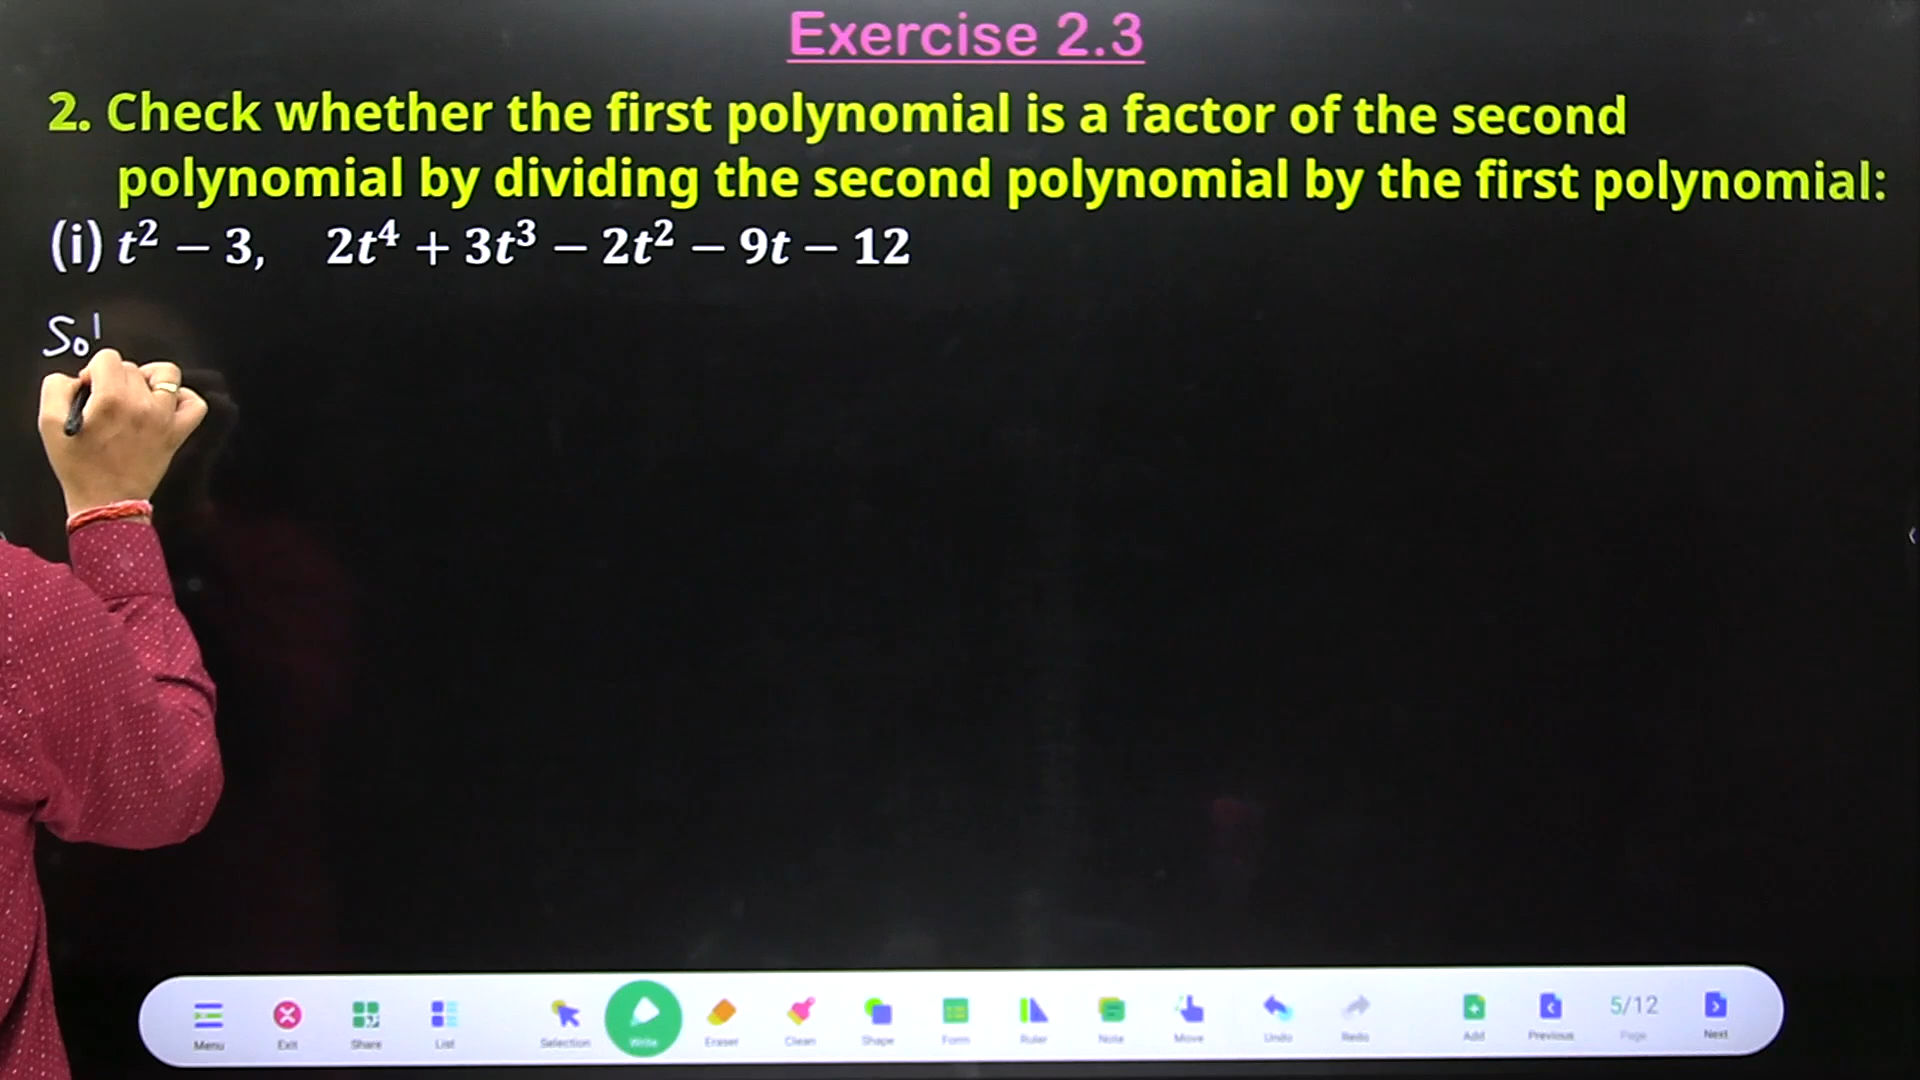 Exercise 2.3
2. Check whether the first polynomial is a factor of the second
polynomial by dividing the second polynomial by the first polynomial:
(i) t² − 3, 2t⁴ + 3t³ − 2t² − 9t − 12
Sol
Menu Exit Share List Selection Write Eraser Clean Shape Form Ruler Note Move Undo Redo Add Previous 5/12 Page Next